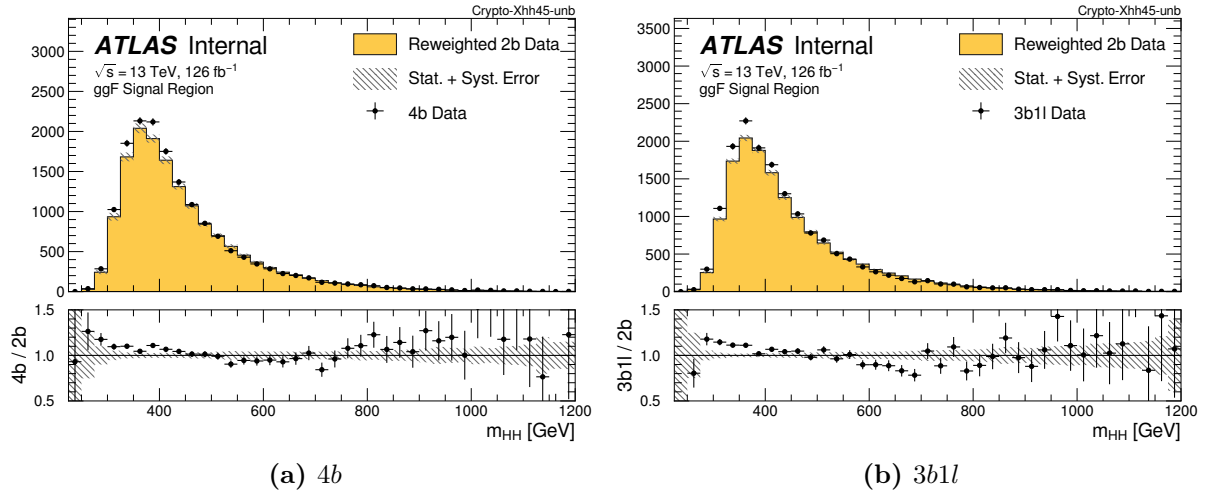 Crypto-Xhh45-unb
ATLAS Internal
√s = 13 TeV, 126 fb⁻¹
ggF Signal Region
Reweighted 2b Data
Stat. + Syst. Error
4b Data
3000
2500
2000
1500
1000
500
0
4b / 2b
1.5
1.0
0.5
400 600 800 1000 1200
m_HH [GeV]
(a) 4b
Crypto-Xhh45-unb
ATLAS Internal
√s = 13 TeV, 126 fb⁻¹
ggF Signal Region
Reweighted 2b Data
Stat. + Syst. Error
3b1l Data
3500
3000
2500
2000
1500
1000
500
0
3b1l / 2b
1.5
1.0
0.5
400 600 800 1000 1200
m_HH [GeV]
(b) 3b1l